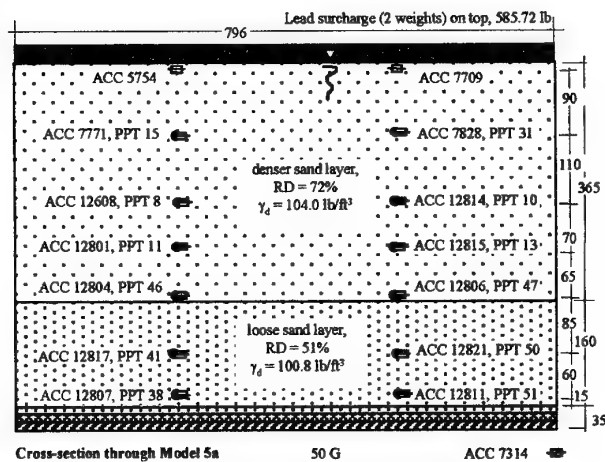 Lead surcharge (2 weights) on top, 585.72 lb
796
ACC 5754
ACC 7709
90
ACC 7771, PPT 15
ACC 7828, PPT 31
denser sand layer,
RD = 72%
γd = 104.0 lb/ft³
110
365
ACC 12608, PPT 8
ACC 12814, PPT 10
ACC 12801, PPT 11
ACC 12815, PPT 13
70
ACC 12804, PPT 46
ACC 12806, PPT 47
65
loose sand layer,
RD = 51%
γd = 100.8 lb/ft³
85
160
ACC 12817, PPT 41
ACC 12821, PPT 50
60
ACC 12807, PPT 38
ACC 12811, PPT 51
15
35
Cross-section through Model 5a 50 G ACC 7314